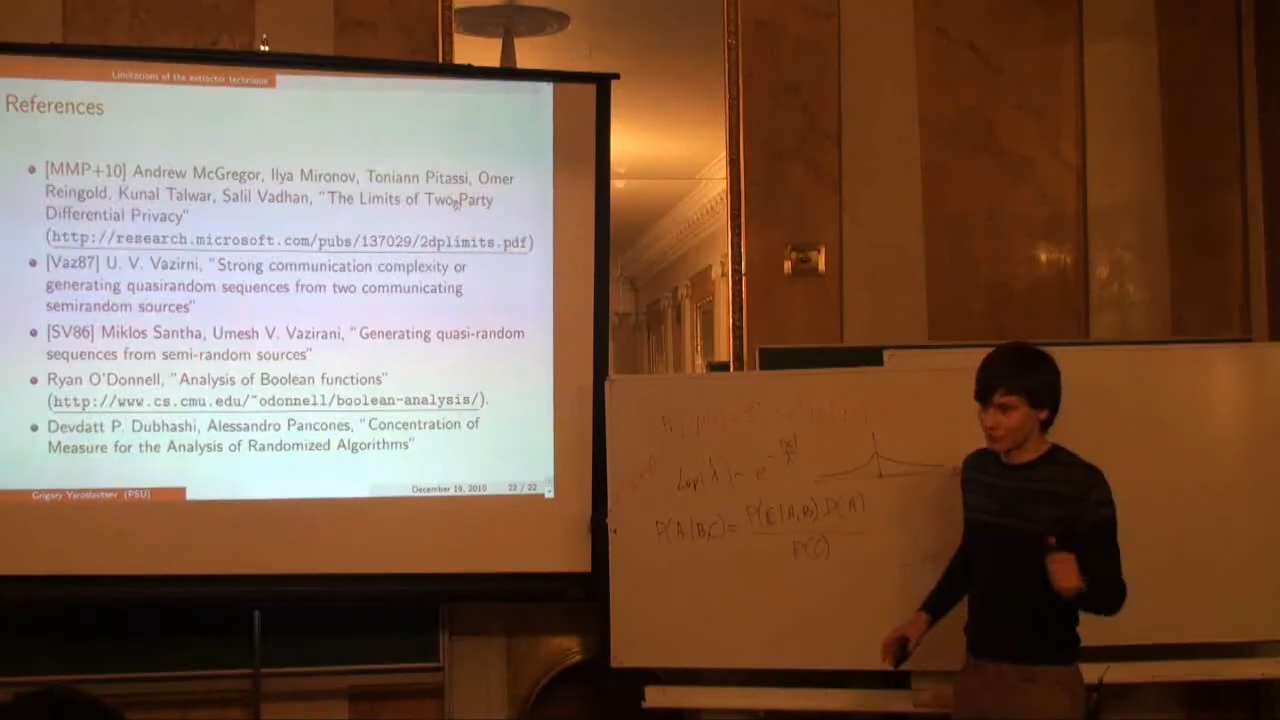 Limitations of the extractor technique
References
[MMP+10] Andrew McGregor, Ilya Mironov, Toniann Pitassi, Omer
Reingold, Kunal Talwar, Salil Vadhan, "The Limits of Two-Party
Differential Privacy"
(http://research.microsoft.com/pubs/137029/2dplimits.pdf)
[Vaz87] U. V. Vazirni, "Strong communication complexity or
generating quasirandom sequences from two communicating
semirandom sources"
[SV86] Miklos Santha, Umesh V. Vazirani, "Generating quasi-random
sequences from semi-random sources"
Ryan O'Donnell, "Analysis of Boolean functions"
(http://www.cs.cmu.edu/~odonnell/boolean-analysis/).
Devdatt P. Dubhashi, Alessandro Pancones, "Concentration of
Measure for the Analysis of Randomized Algorithms"
Grigory Yaroslavtsev (PSU) December 18, 2010 22 / 22
Lap(λ) ~ e^-|x|/λ
P(A|B,C) = P(C|A,B) P(A)
P(C)